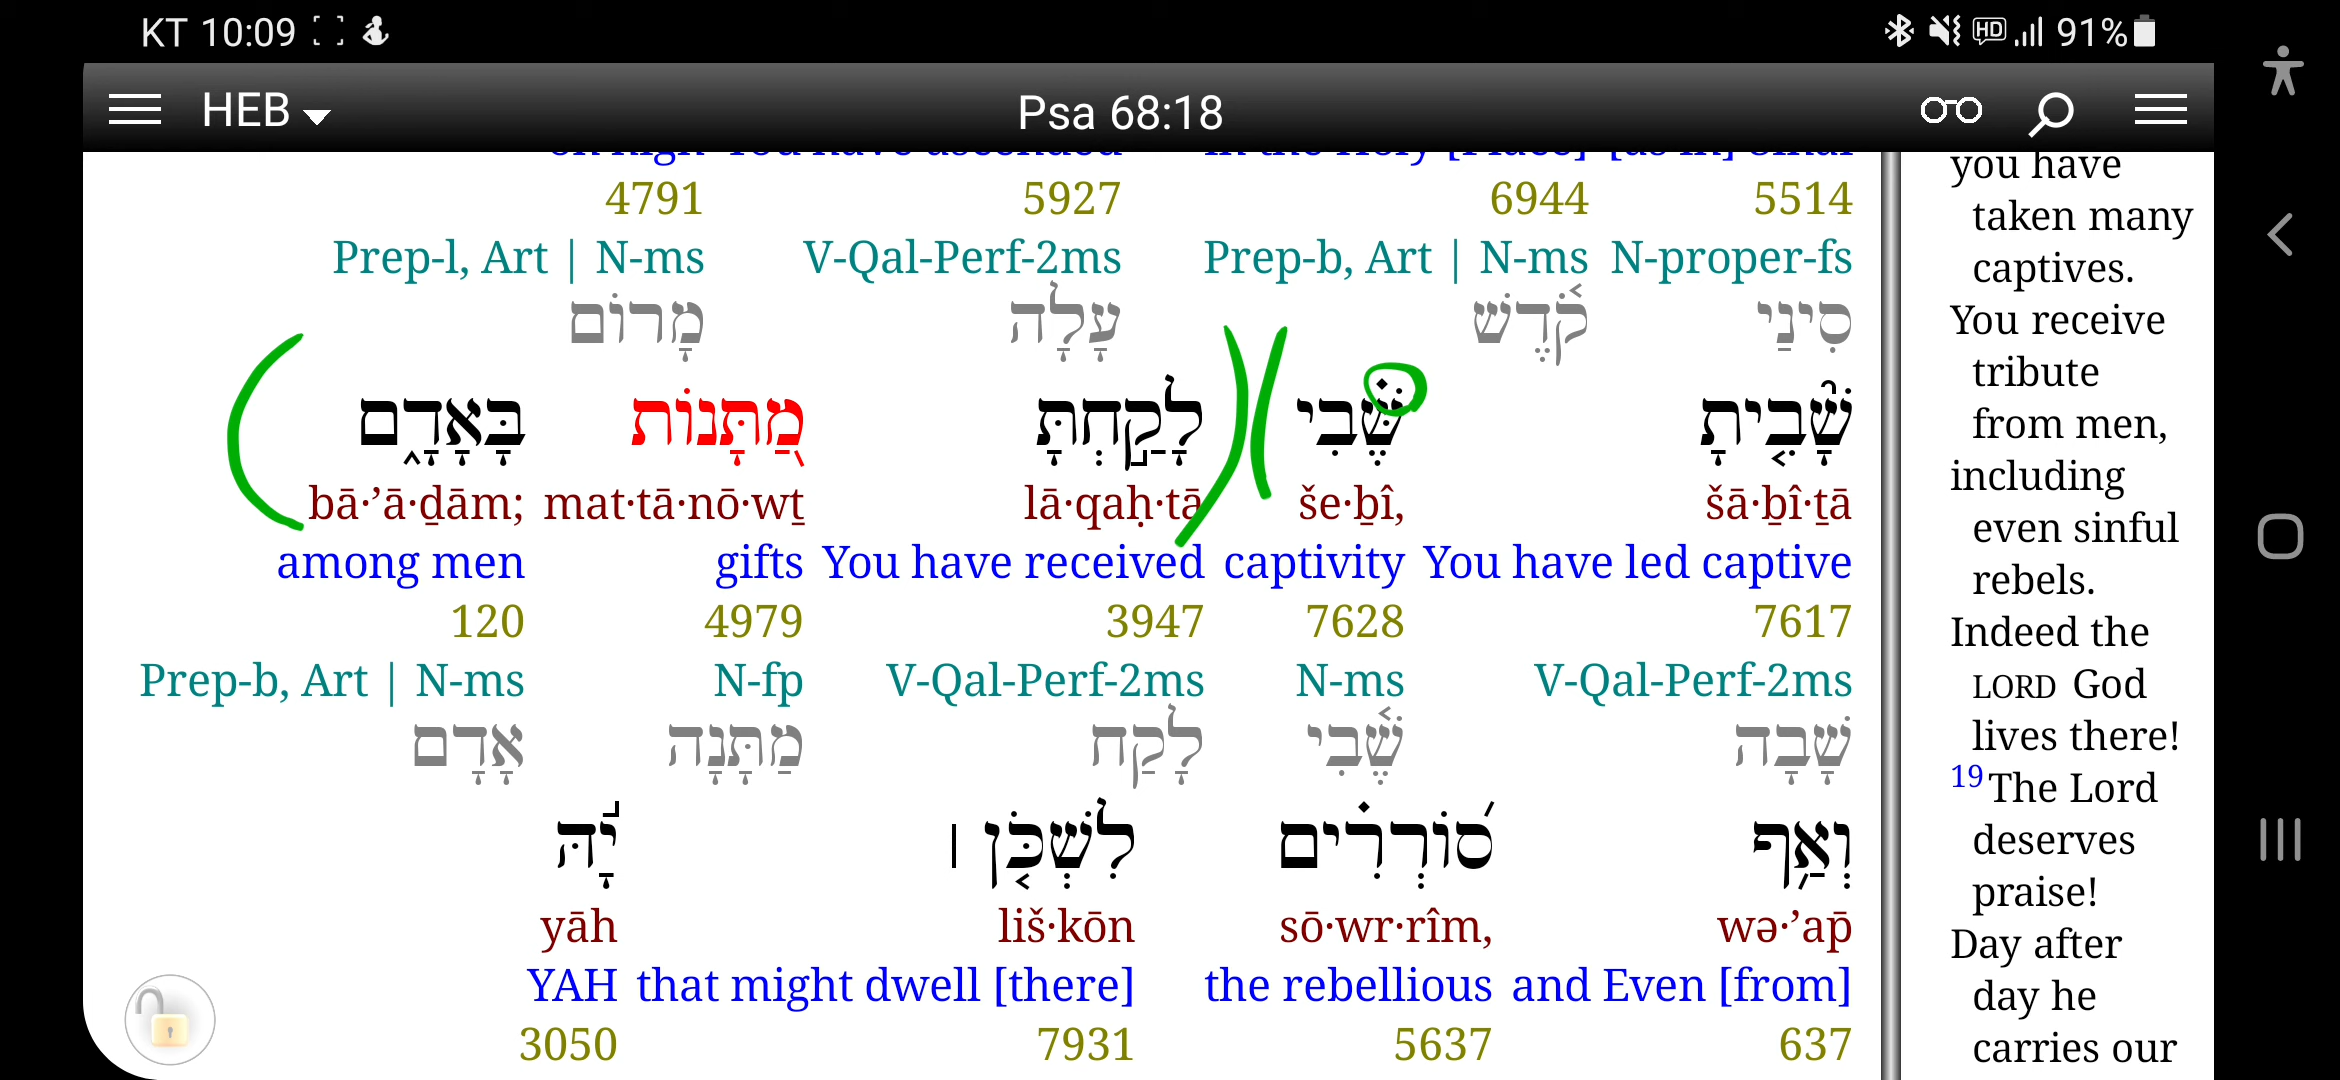 KT 10:09 HD 91%
HEB Psa 68:18
4791 5927 6944 5514
Prep-l, Art | N-ms V-Qal-Perf-2ms Prep-b, Art | N-ms N-proper-fs
סִינַי קֹ֫דֶשׁ עָלָה מָרוֹם
שָׁ֘בִ֤יתָ שֶּׁ֗בִי לָקַ֣חְתָּ מַ֭תָּנוֹת בָּאָדָ֑ם
bā·’ā·ḏām; mat·tā·nō·wṯ lā·qaḥ·tā še·ḇî, šā·ḇî·ṯā
among men gifts You have received captivity You have led captive
120 4979 3947 7628 7617
Prep-b, Art | N-ms N-fp V-Qal-Perf-2ms N-ms V-Qal-Perf-2ms
שָׁבָה שֶׁ֫בִי לָקַח מַתָּנָה אָדָם
וְאַ֥ף ס֝וֹרְרִ֗ים לִשְׁכֹּ֤ן ׀ יָ֬הּ
yāh liš·kōn sō·wr·rîm, wə·’ap̄
YAH that might dwell [there] the rebellious and Even [from]
3050 7931 5637 637
you have
taken many
captives.
You receive
tribute
from men,
including
even sinful
rebels.
Indeed the
LORD God
lives there!
19The Lord
deserves
praise!
Day after
day he
carries our